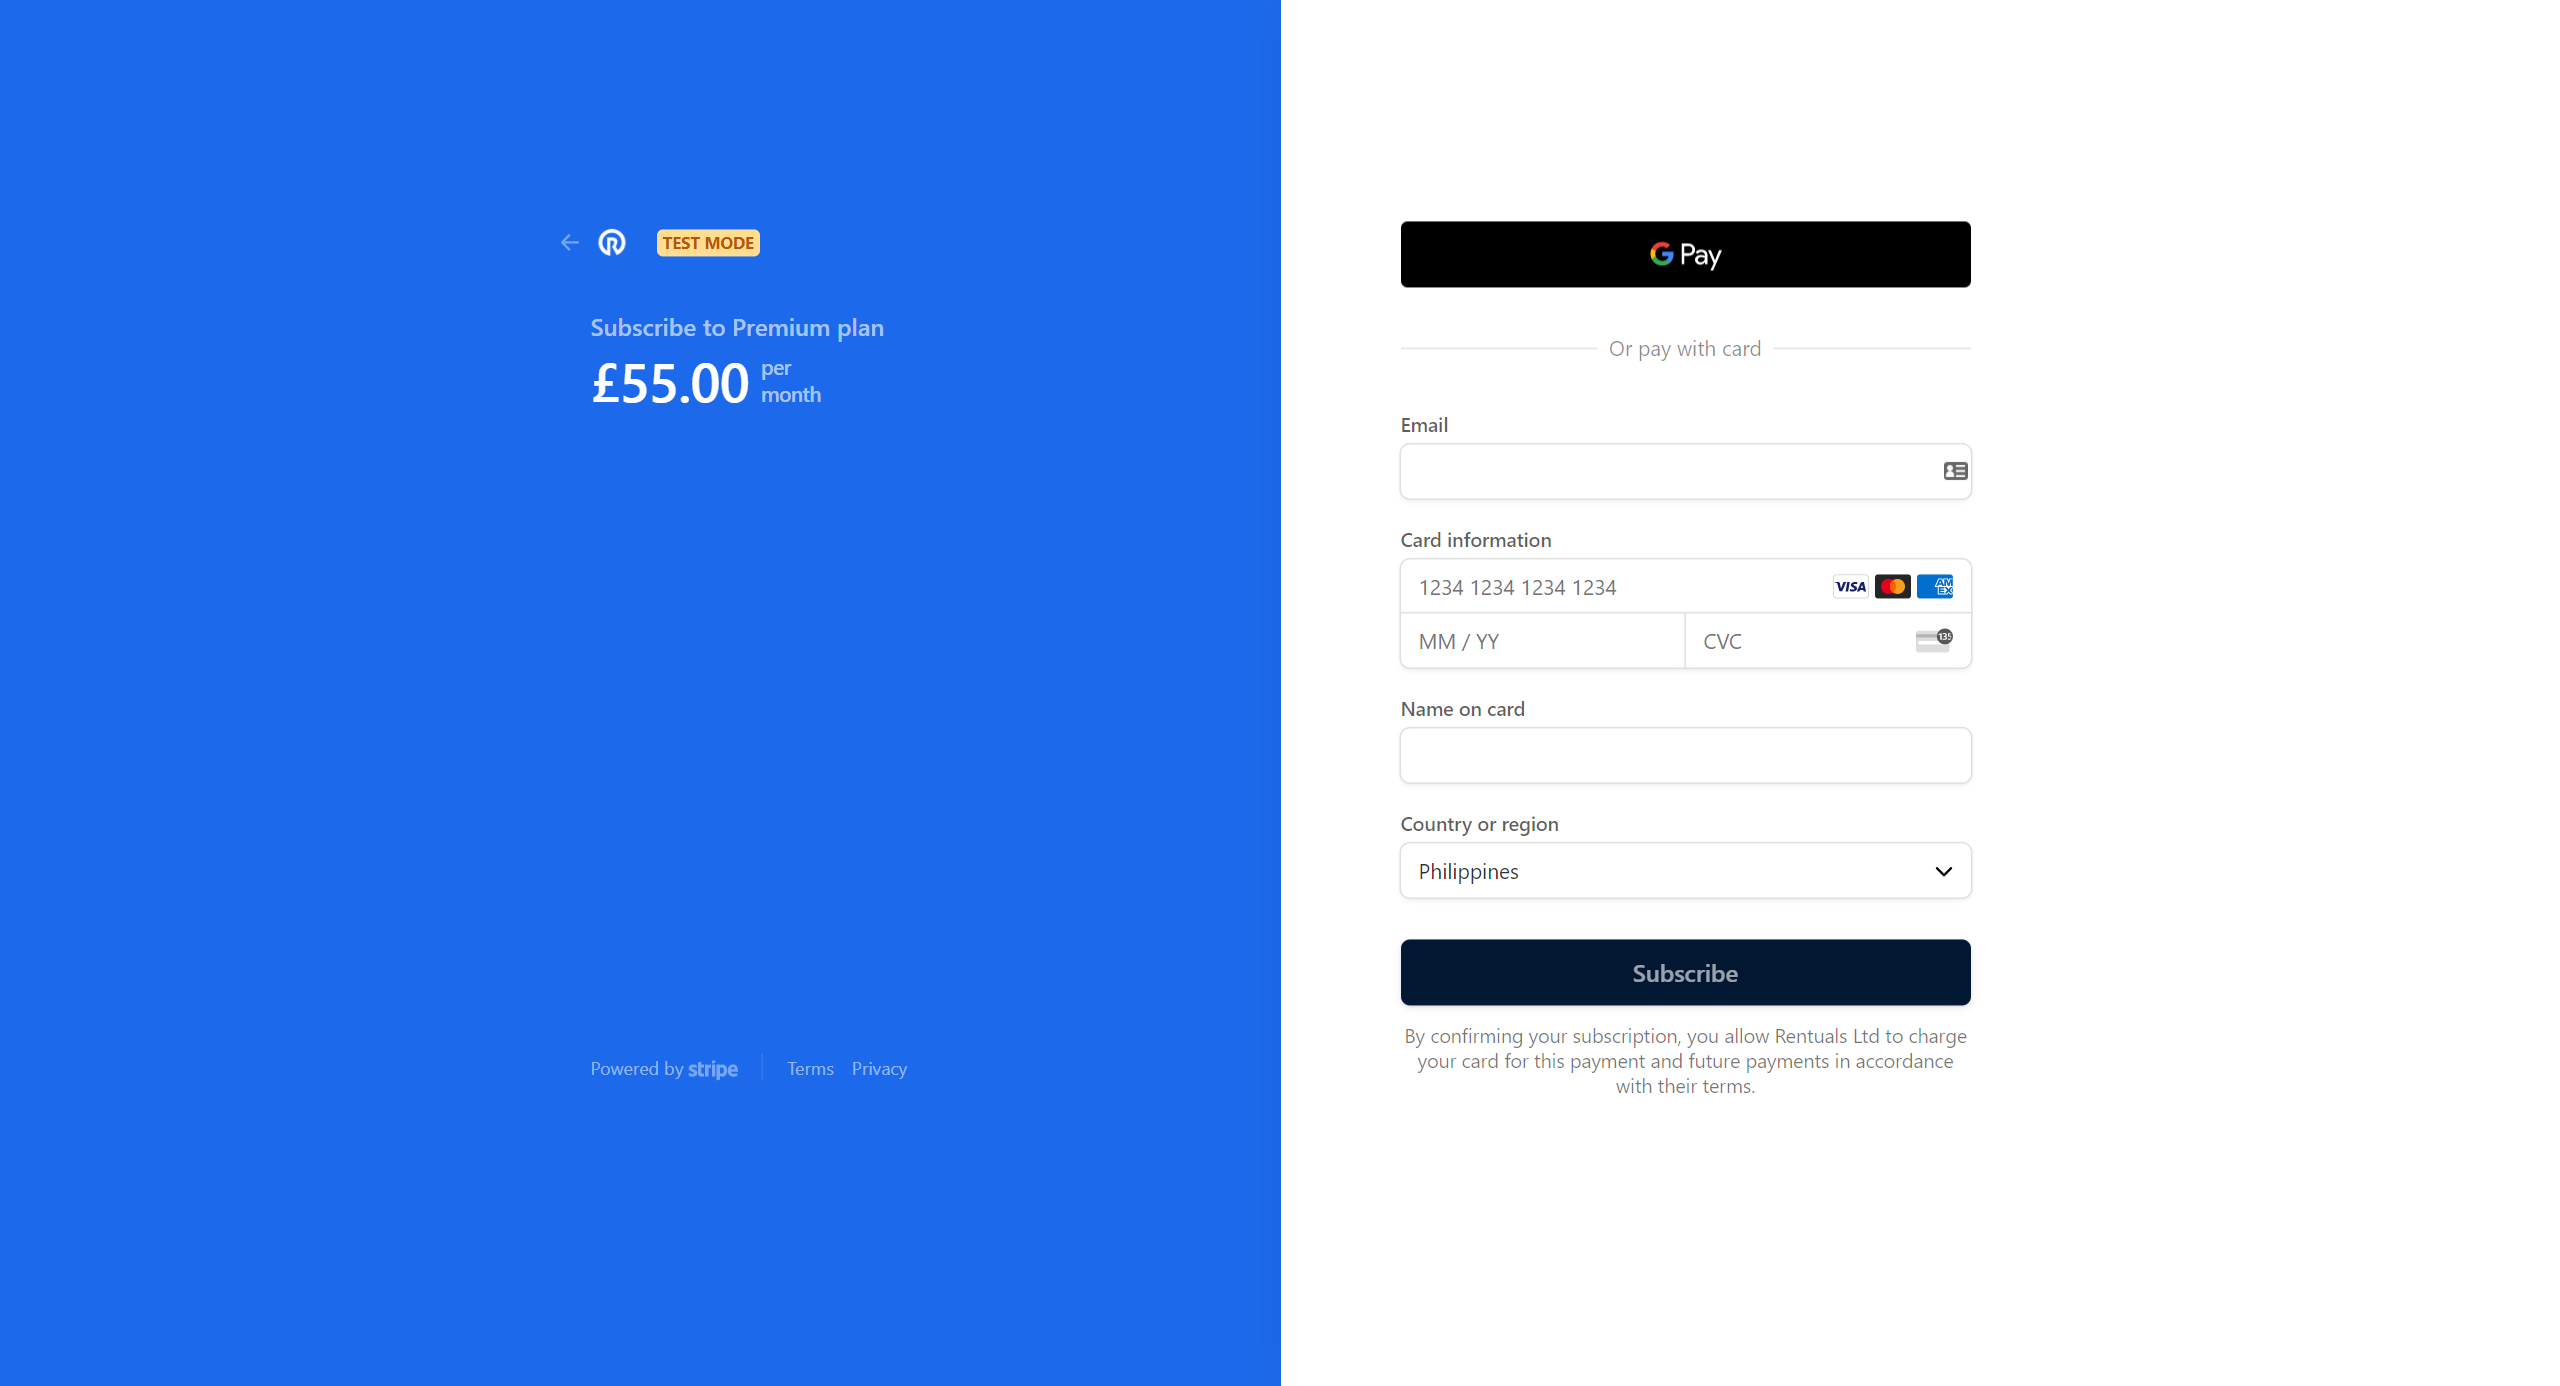 TEST MODE
Subscribe to Premium plan
£55.00 per
month
Powered by stripe
Terms Privacy
G Pay
Or pay with card
Email
Card information
1234 1234 1234 1234 VISA AMEX
MM / YY
CVC 135
Name on card
Country or region
Philippines
Subscribe
By confirming your subscription, you allow Rentuals Ltd to charge
your card for this payment and future payments in accordance
with their terms.